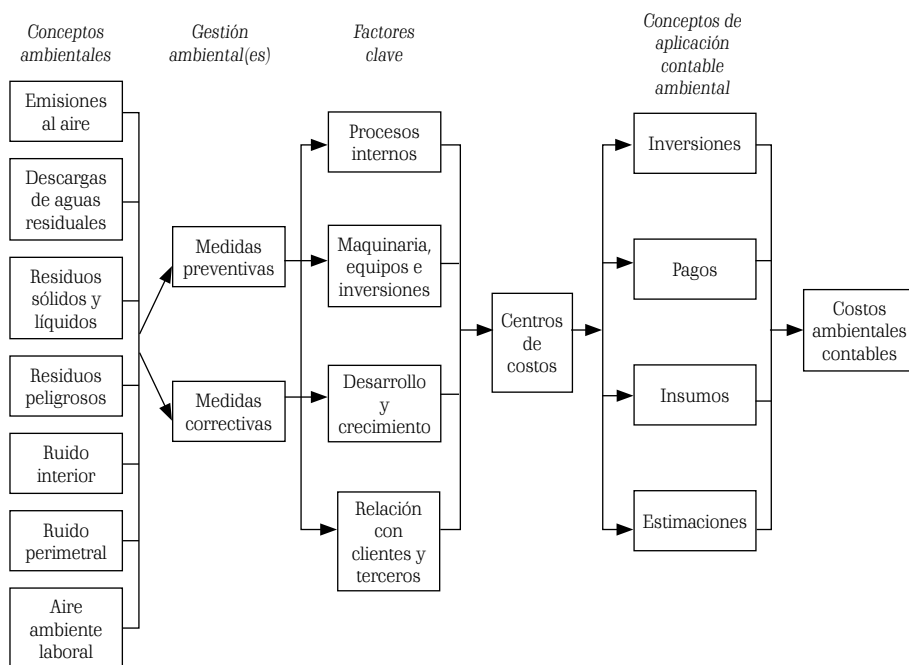 Conceptos
ambientales
Gestión
ambiental(es)
Factores
clave
Conceptos de
aplicación
contable
ambiental
Emisiones
al aire
Descargas
de aguas
residuales
Residuos
sólidos y
líquidos
Residuos
peligrosos
Ruido
interior
Ruido
perimetral
Aire
ambiente
laboral
Medidas
preventivas
Medidas
correctivas
Procesos
internos
Maquinaria,
equipos e
inversiones
Desarrollo
y
crecimiento
Relación
con
clientes y
terceros
Centros
de
costos
Inversiones
Pagos
Insumos
Estimaciones
Costos
ambientales
contables